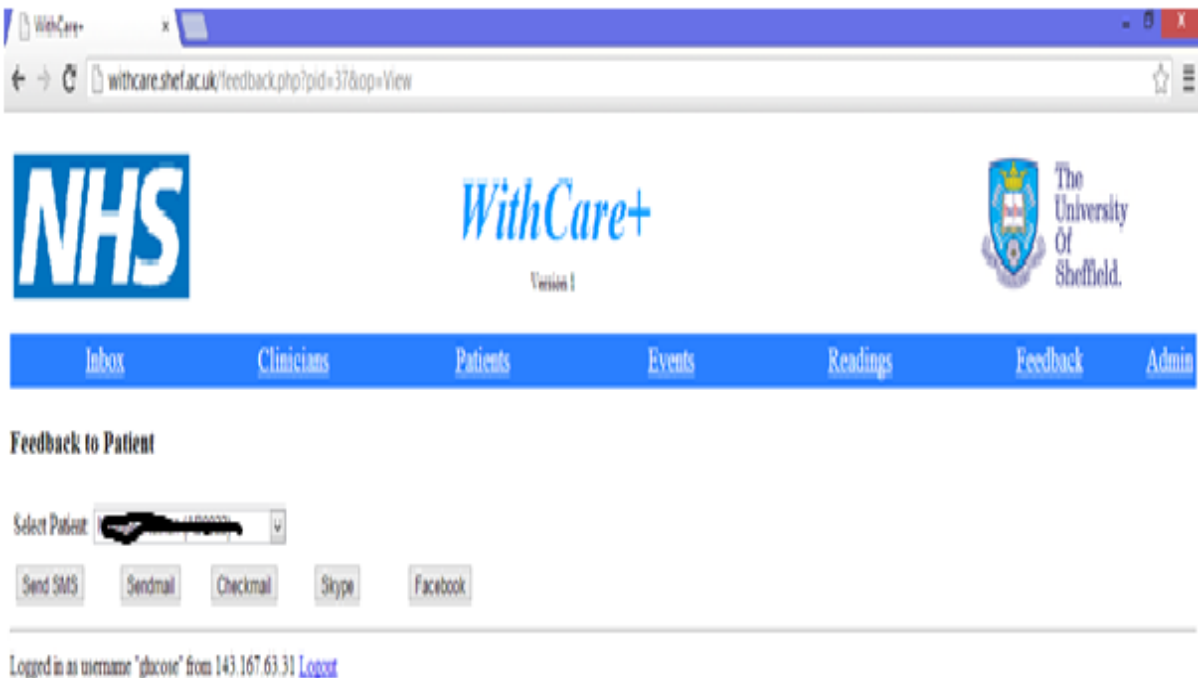 WithCare+
withcare.shef.ac.uk/feedback.php?pid=37&op=View
NHS
WithCare+
Version 1
The
University
Of
Sheffield.
Inbox Clinicians Patients Events Readings Feedback Admin
Feedback to Patient
Select Patient
Send SMS Sendmail Checkmail Skype Facebook
Logged in as username "glucose" from 143.167.63.31 Logout